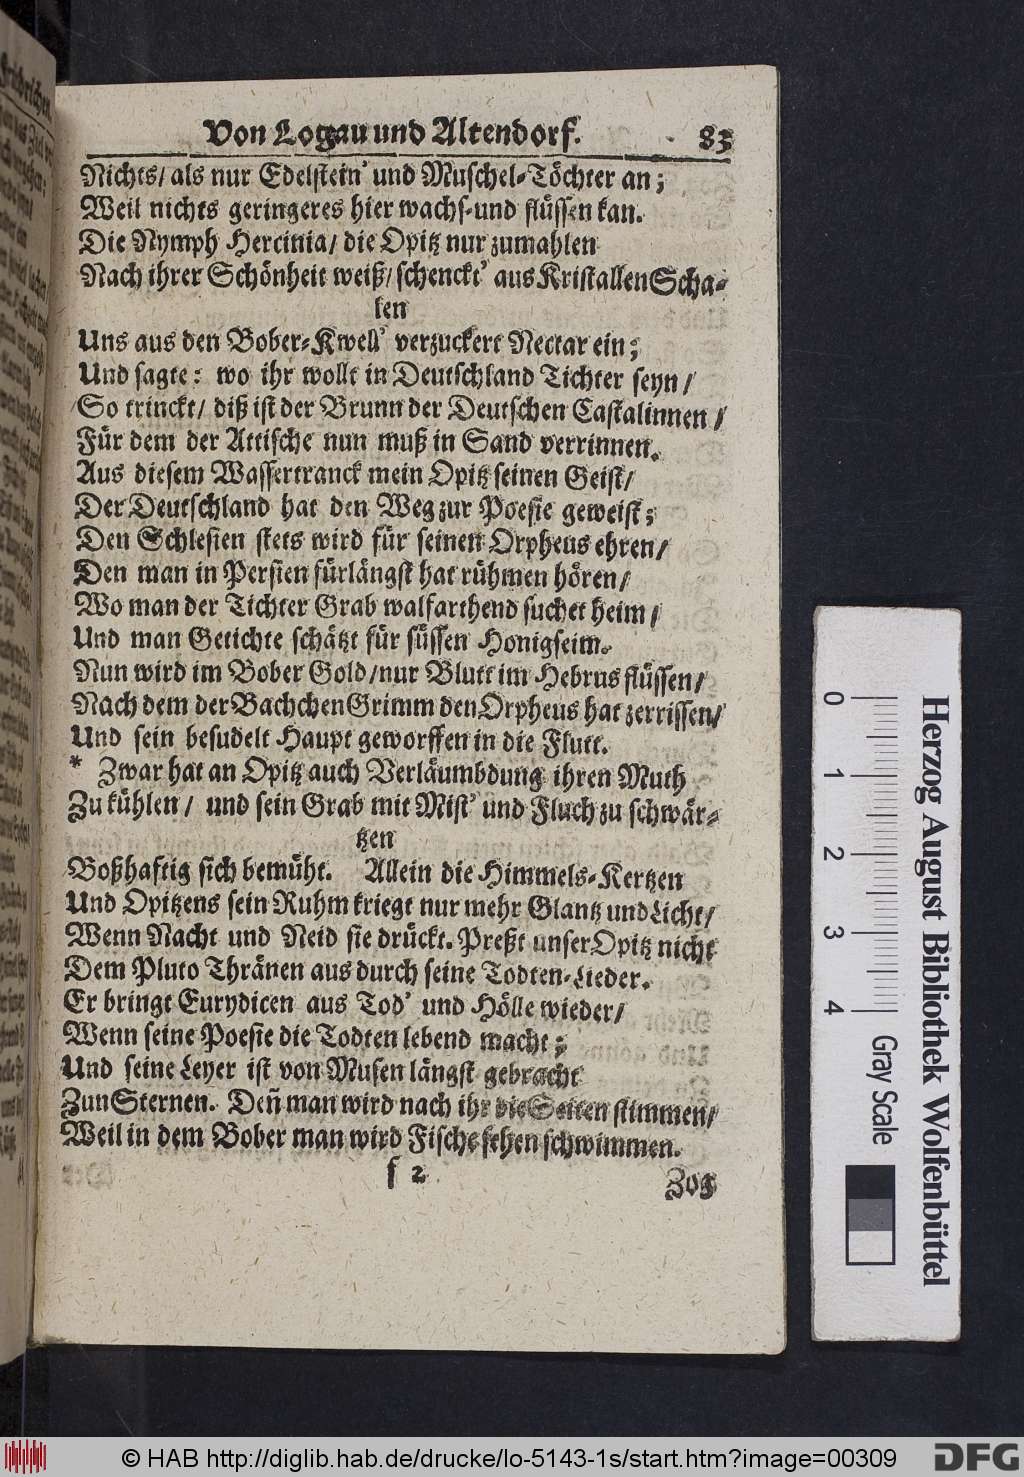 Von Logau und Altendorf. 83
Nichts/ als nur Edelstein' und Muschel-Töchter an;
Weil nichts geringeres hier wachs-und flüssen kan.
Die Nymph Hercinia/ die Opitz nur zumahlen
Nach ihrer Schönheit weiß/ schenckt' aus Kristallen Scha-
len
Uns aus den Bober-Kwell' verzuckert Nectar ein;
Und sagte: wo ihr wollt in Deutschland Tichter seyn/
So trinckt/ diß ist der Brunn der Deutschen Castalinnen/
Für dem der Attische nun muß in Sand verrinnen.
Aus diesem Wassertranck mein Opitz seinen Geist/
Der Deutschland hat den Weg zur Poesie geweist;
Den Schlesien stets wird für seinen Orpheus ehren/
Den man in Persien fürlängst hat rühmen hören/
Wo man der Tichter Grab walfarthend suchet heim/
Und man Getichte schätzt für süssen Honigseim.
Nun wird im Bober Gold/ nur Blutt im Hebrus flüssen/
Nach dem der Bachchen Grimm den Orpheus hat zerrissen/
Und sein besudelt Haupt geworffen in die Flutt.
* Zwar hat an Opitz auch Verläumbdung ihren Muth
Zu kühlen/ und sein Grab mit Mist' und Fluch zu schwär-
tzen
Boßhaftig sich bemüht. Allein die Himmels-Kertzen
Und Opitzens sein Ruhm kriegt nur mehr Glantz und Licht/
Wenn Nacht und Neid sie drückt. Preßt unser Opitz nicht
Dem Pluto Thränen aus durch seine Todten-Lieder.
Er bringt Eurydicen aus Tod' und Hölle wieder/
Wenn seine Poesie die Todten lebend macht;
Und seine Leyer ist von Musen längst gebracht
Zun Sternen. Deñ man wird nach ihr die Seiten stimmen/
Weil in dem Bober man wird Fische sehen schwimmen.
f 2
Zog
0 1 2 3 4
Herzog August Bibliothek Wolfenbüttel
Gray Scale
© HAB http://diglib.hab.de/drucke/lo-5143-1s/start.htm?image=00309
DFG